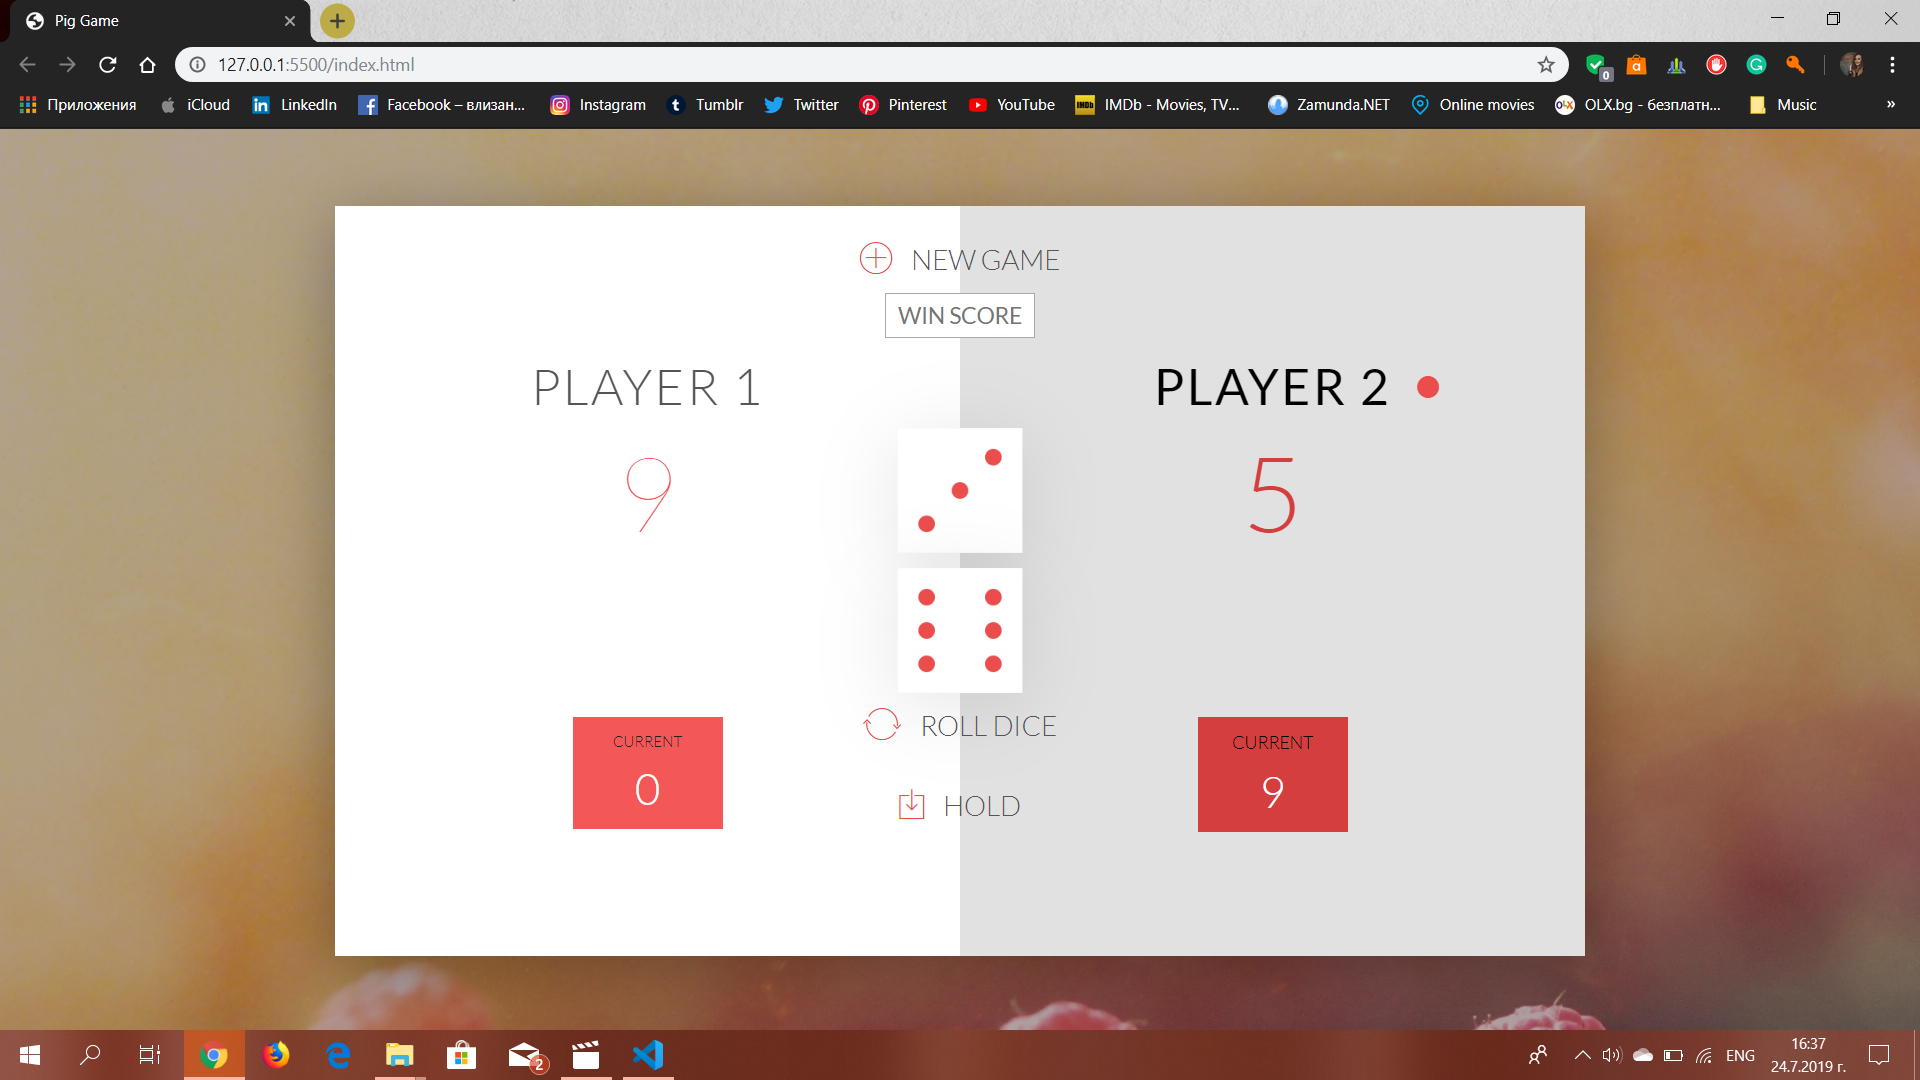 Pig Game
127.0.0.1:5500/index.html
0
Приложения
iCloud
LinkedIn
Facebook – влизан...
Instagram
Tumblr
Twitter
Pinterest
YouTube
IMDb - Movies, TV...
Zamunda.NET
Online movies
OLX.bg - безплатн...
Music
»
NEW GAME
WIN SCORE
PLAYER 1
9
PLAYER 2
5
ROLL DICE
HOLD
CURRENT
0
CURRENT
9
2
ENG
16:37
24.7.2019 г.